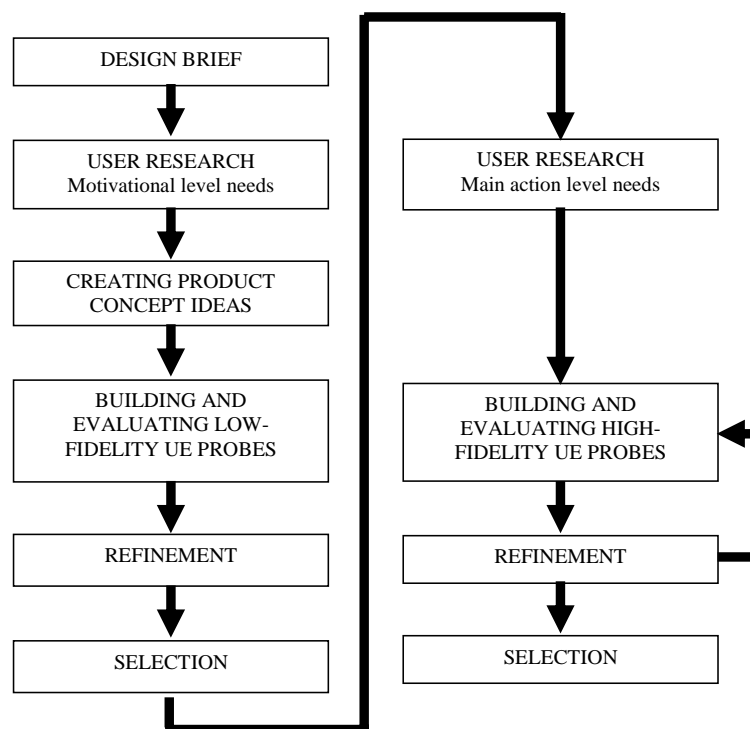 DESIGN BRIEF
USER RESEARCH
Motivational level needs
CREATING PRODUCT
CONCEPT IDEAS
BUILDING AND
EVALUATING LOW-
FIDELITY UE PROBES
REFINEMENT
SELECTION
USER RESEARCH
Main action level needs
BUILDING AND
EVALUATING HIGH-
FIDELITY UE PROBES
REFINEMENT
SELECTION